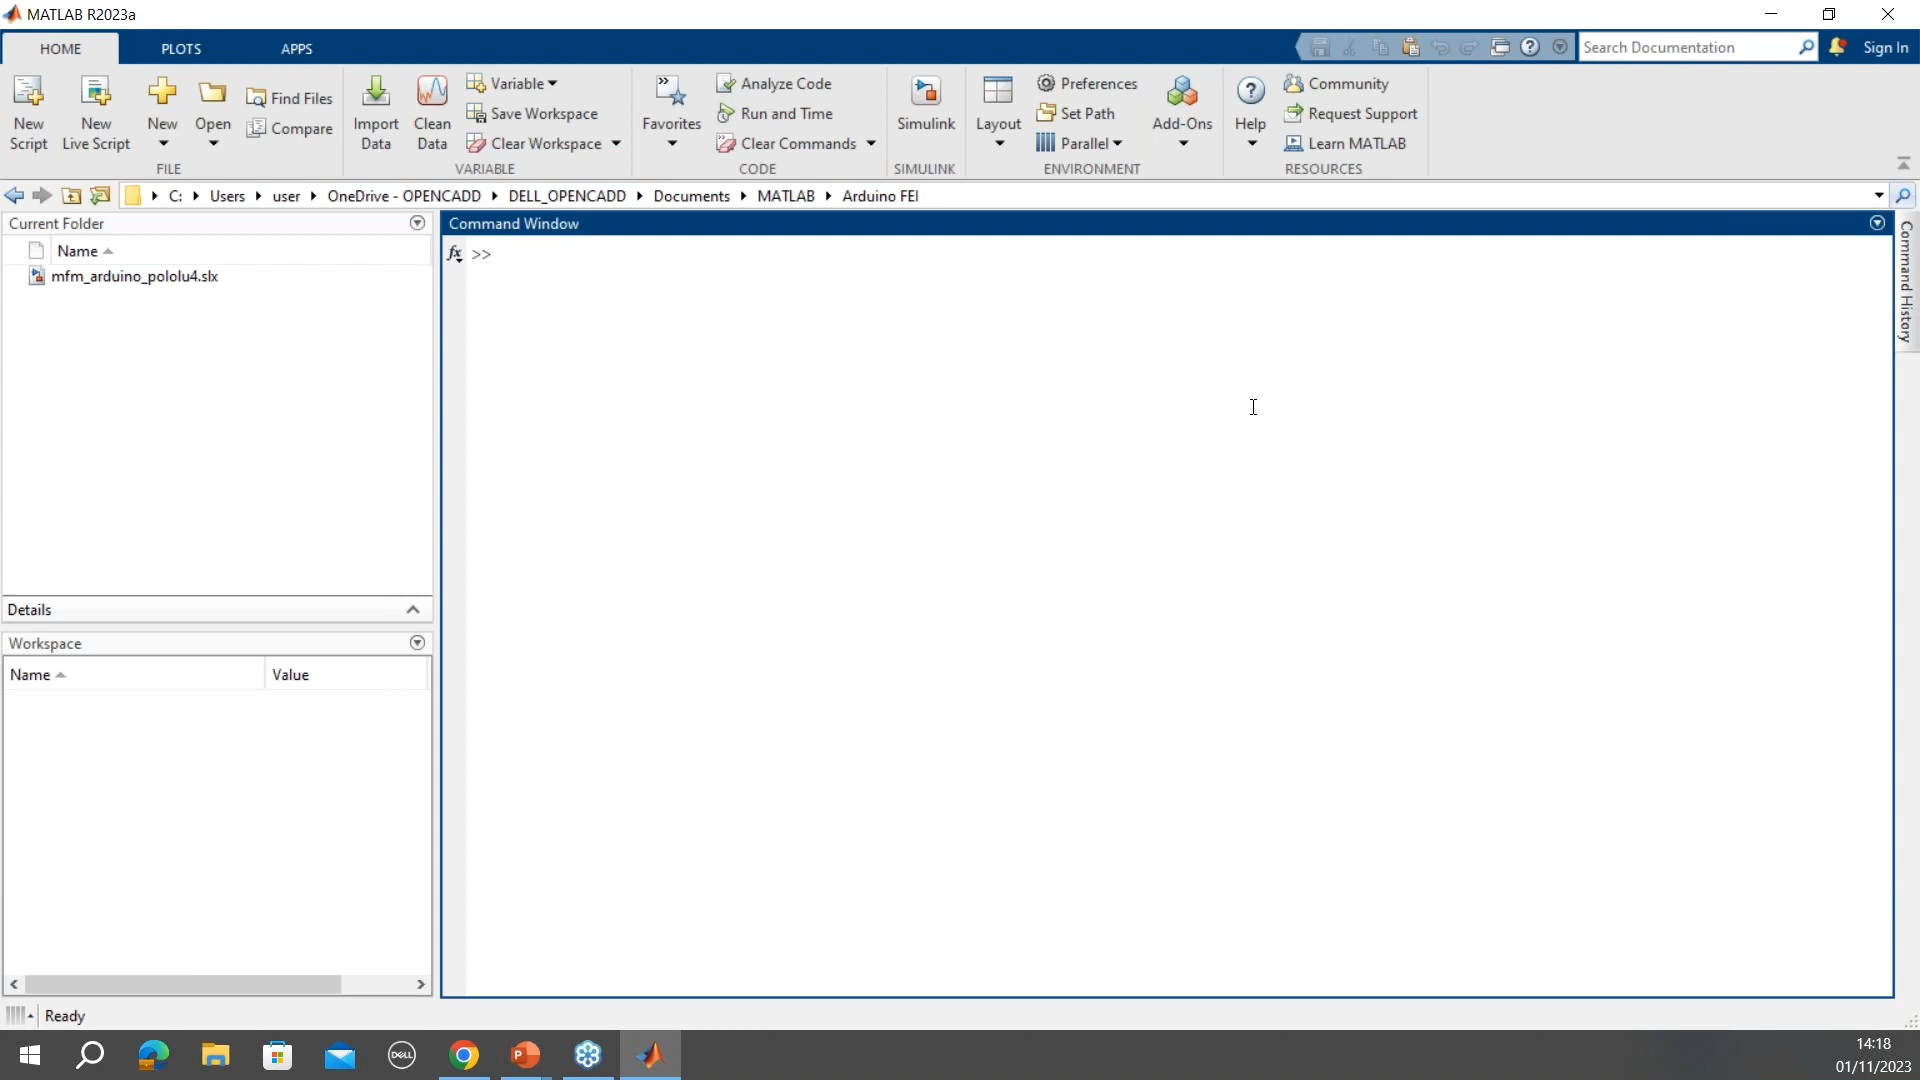 MATLAB R2023a
HOME PLOTS APPS
Search Documentation
Sign In
New Script
New Live Script
New
Open
Find Files
Compare
FILE
Import Data
Clean Data
Variable
Save Workspace
Clear Workspace
VARIABLE
Favorites
Analyze Code
Run and Time
Clear Commands
CODE
Simulink
SIMULINK
Layout
Preferences
Set Path
Parallel
Add-Ons
ENVIRONMENT
Help
Community
Request Support
Learn MATLAB
RESOURCES
C: Users user OneDrive - OPENCADD DELL_OPENCADD Documents MATLAB Arduino FEI
Current Folder
Name
mfm_arduino_pololu4.slx
Command Window
fx >>
Command History
Details
Workspace
Name Value
Ready
DELL
P
14:18
01/11/2023